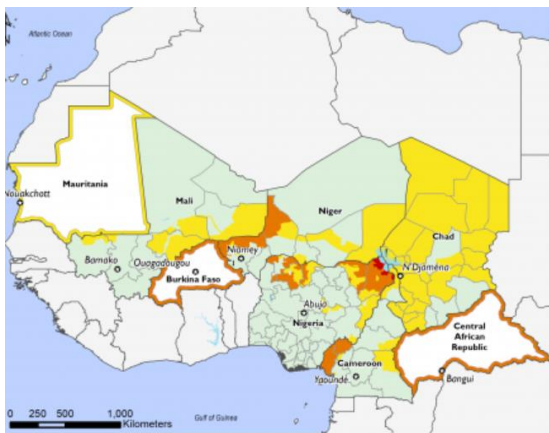 Atlantic Ocean
Mauritania
Nouakchott
Mali
Niger
Chad
Niamey
Bamako
Ouagadougou
N'Djamena
Burkina Faso
Abuja
Nigeria
Central
African
Republic
Cameroon
Yaoundé
Bangui
0 250 500 1,000
Kilometers
Gulf of Guinea